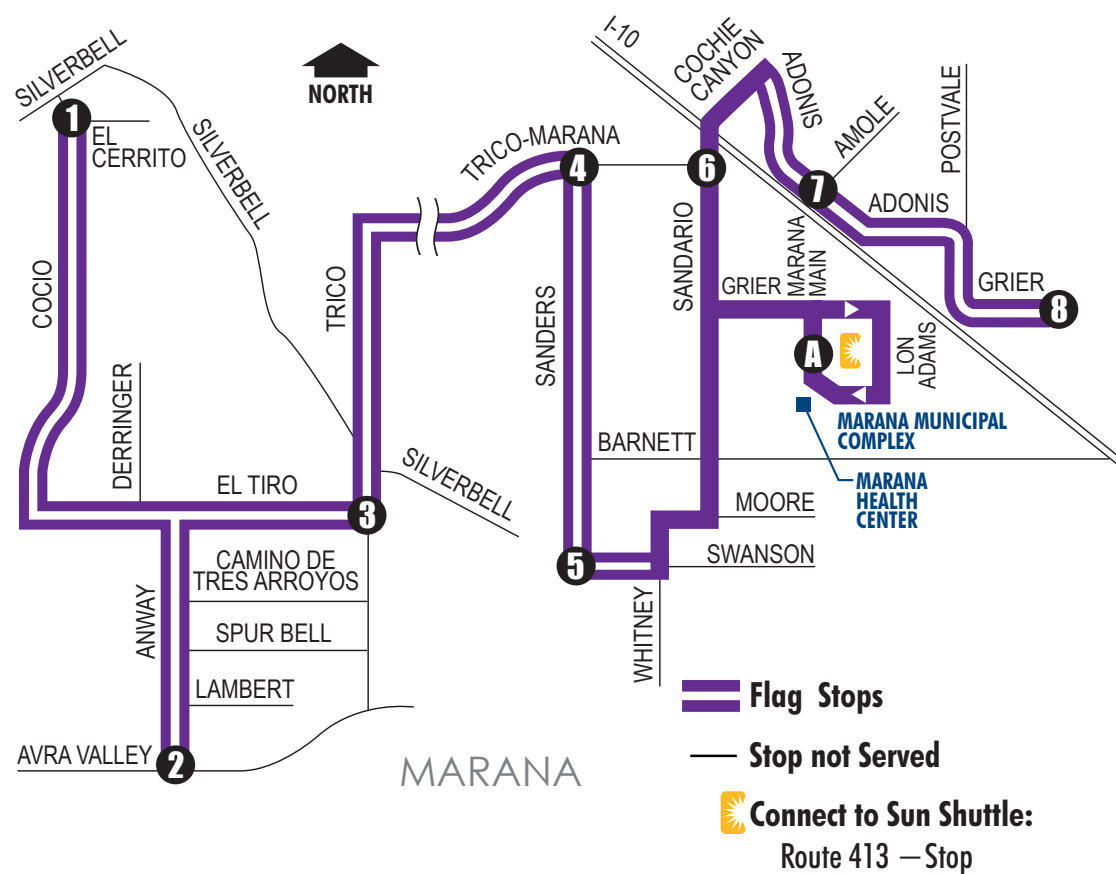 SILVERBELL
1
EL
CERRITO
NORTH
SILVERBELL
I-10
COCHIE
CANYON
ADONIS
AMOLE
POSTVALE
TRICO-MARANA
4
6
7
ADONIS
COCIO
TRICO
SANDERS
SANDARIO
GRIER
MARANA
MAIN
GRIER
8
A
LON
ADAMS
DERRINGER
MARANA MUNICIPAL
COMPLEX
BARNETT
EL TIRO
SILVERBELL
MARANA
HEALTH
CENTER
3
MOORE
5
SWANSON
CAMINO DE
TRES ARROYOS
ANWAY
SPUR BELL
WHITNEY
LAMBERT
AVRA VALLEY
2
MARANA
Flag Stops
Stop not Served
Connect to Sun Shuttle:
Route 413 – Stop